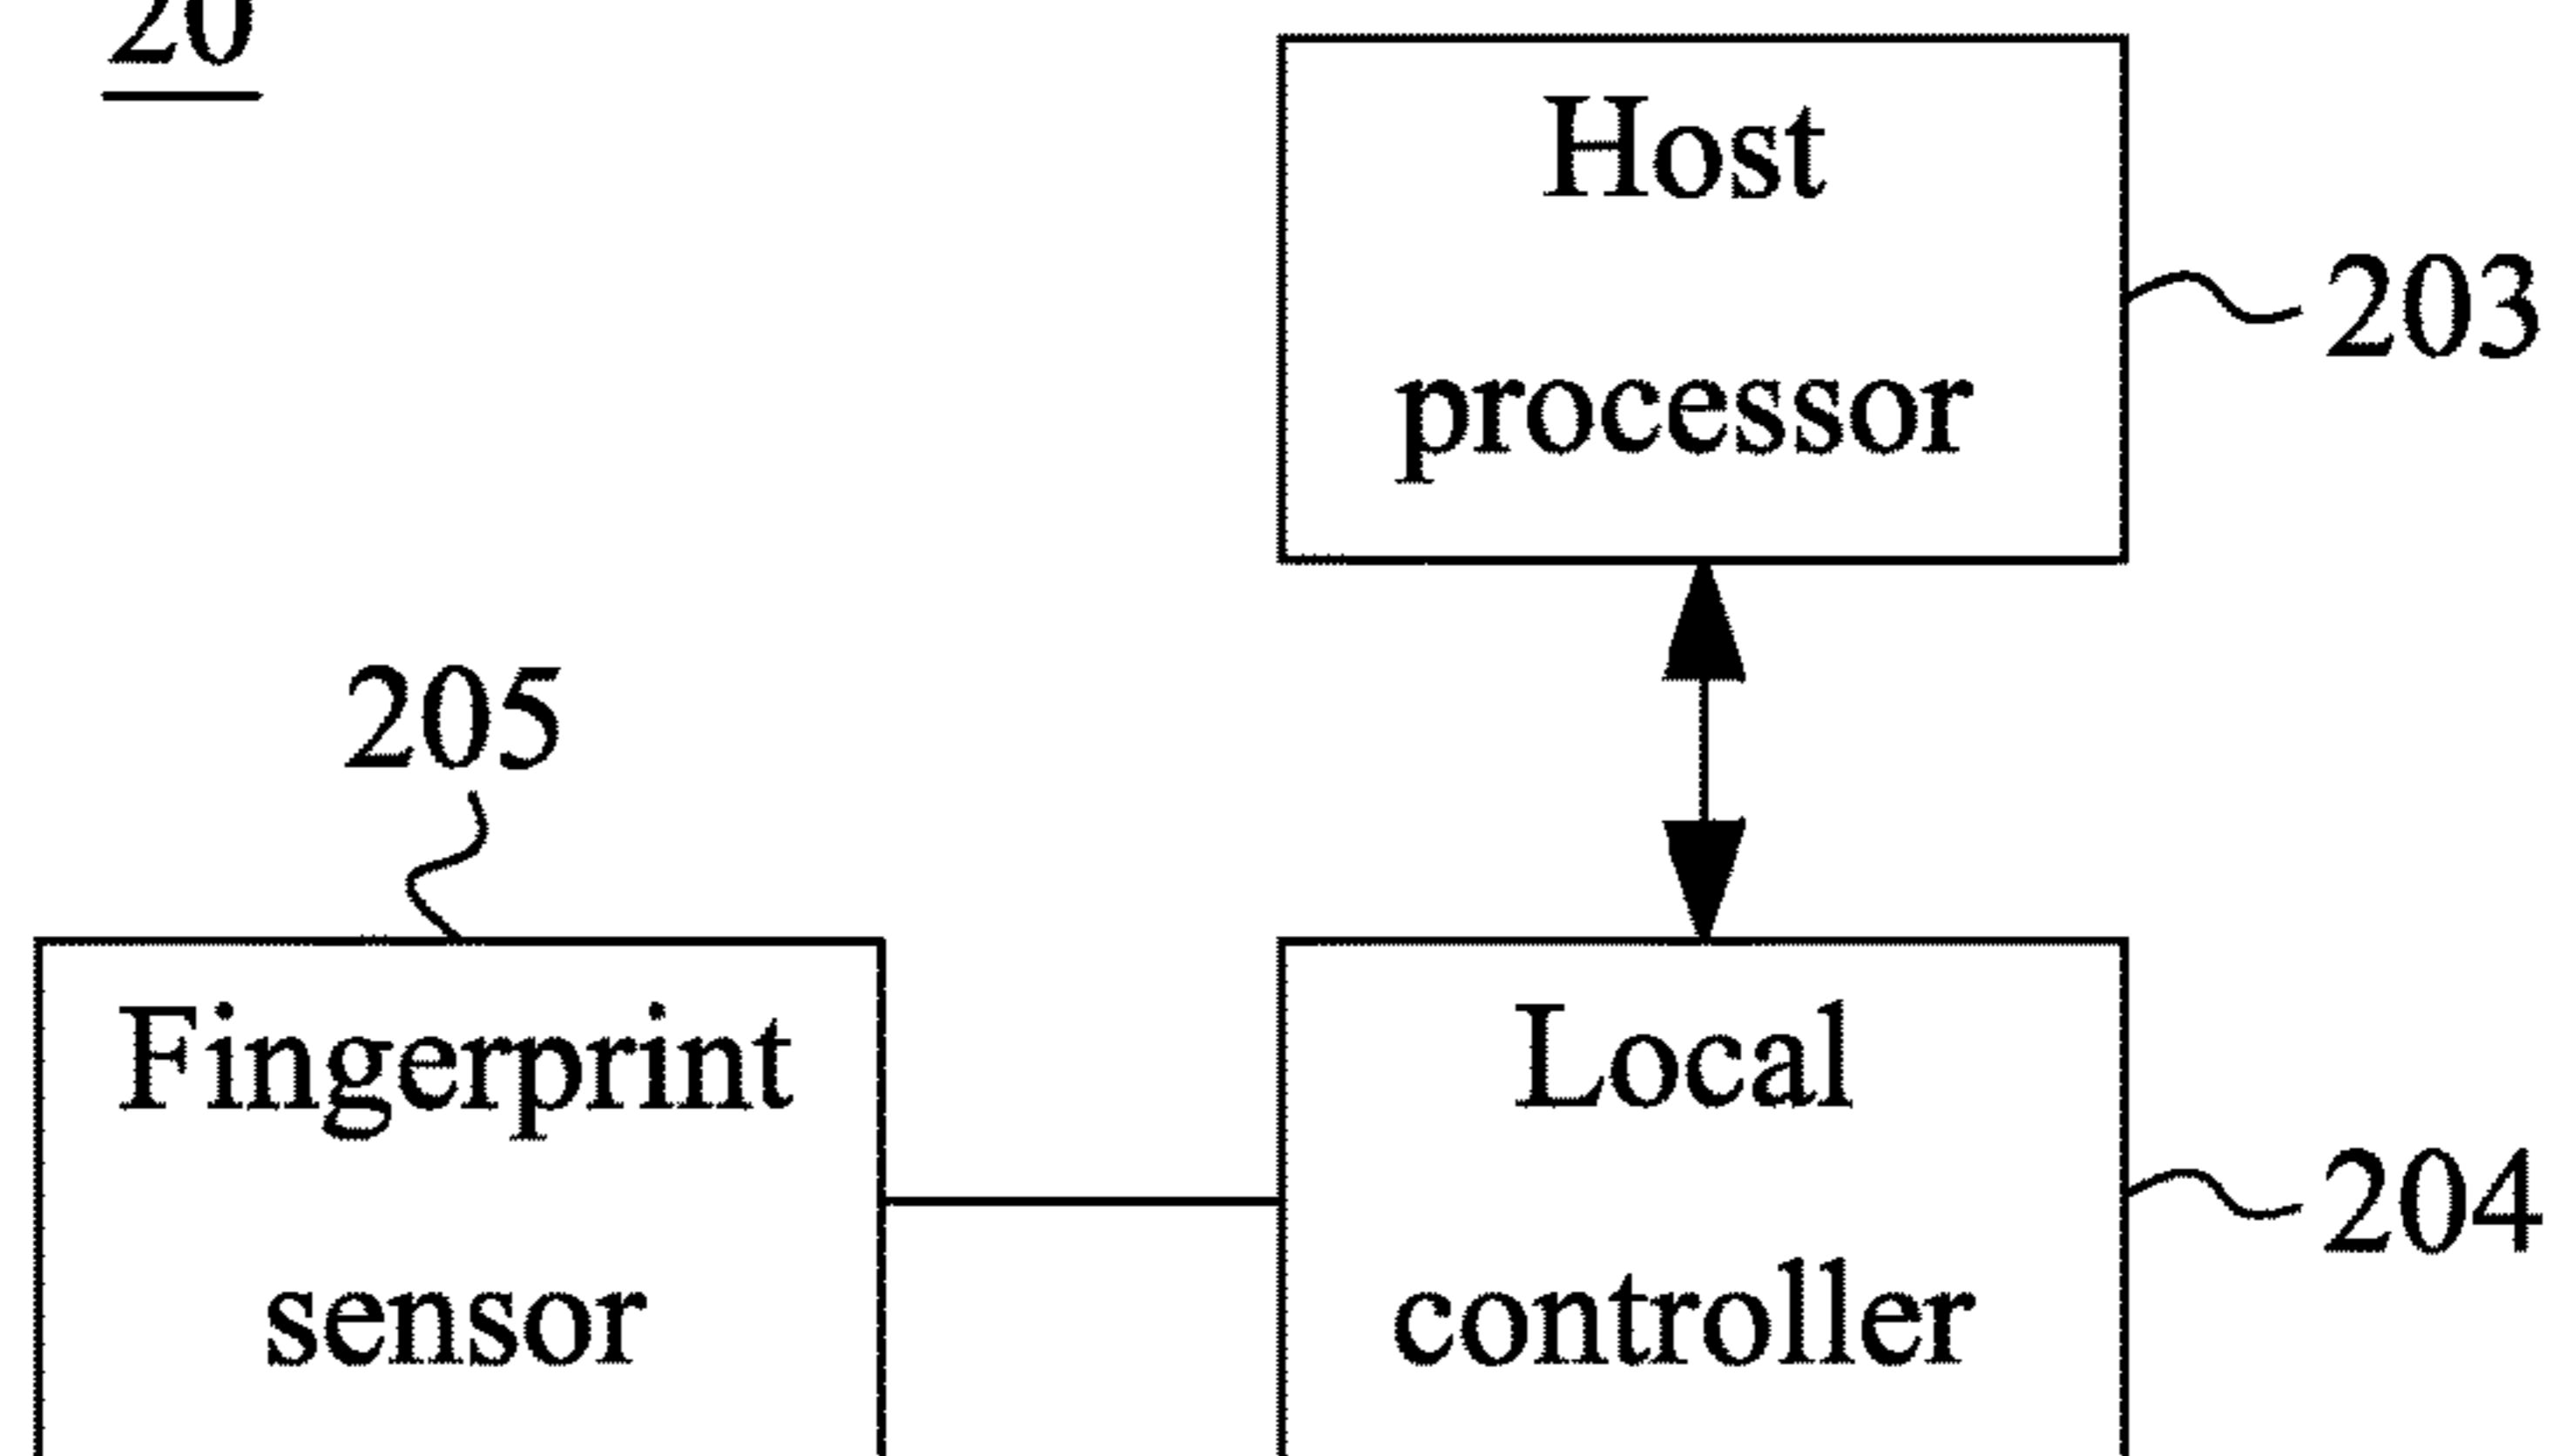 20
Host
processor
203
205
Fingerprint
sensor
Local
controller
204